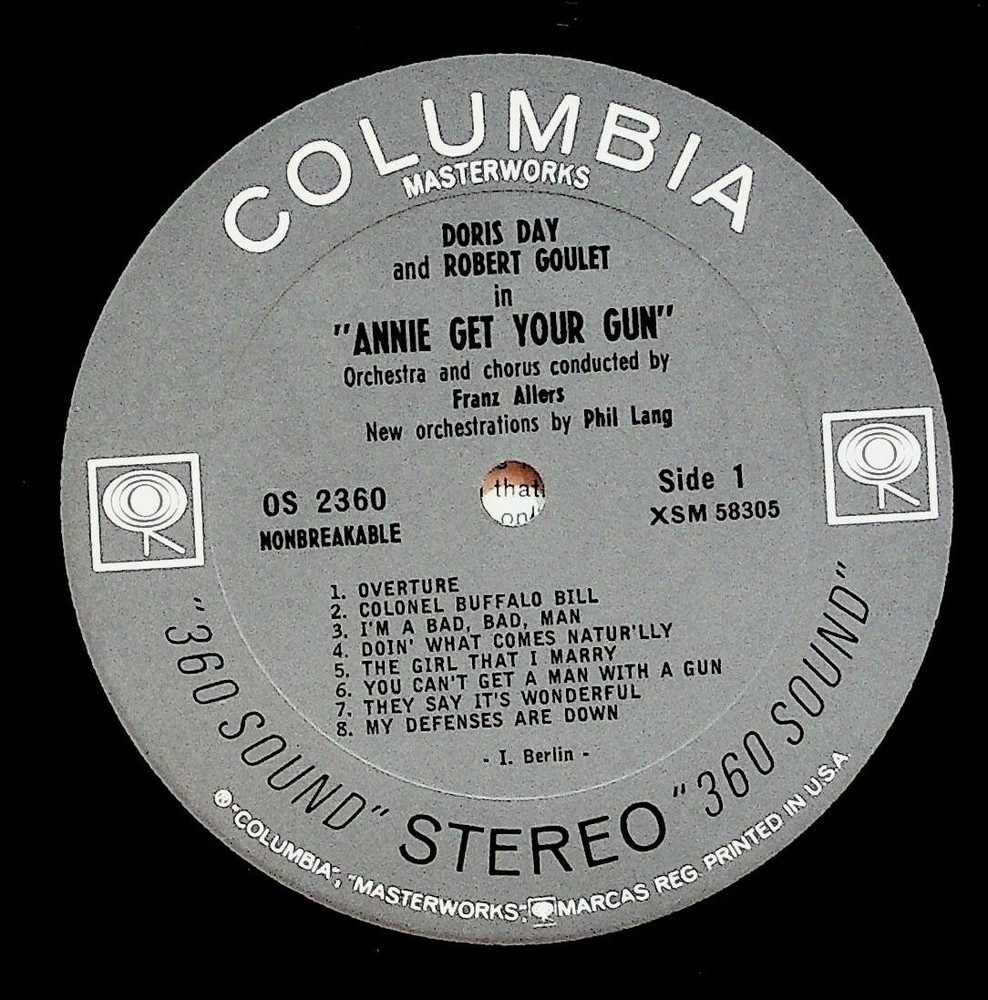 COLUMBIA
MASTERWORKS
DORIS DAY
and ROBERT GOULET
in
"ANNIE GET YOUR GUN"
Orchestra and chorus conducted by
Franz Allers
New orchestrations by Phil Lang
OS 2360
NONBREAKABLE
that
Side 1
XSM 58305
1. OVERTURE
2. COLONEL BUFFALO BILL
3. I'M A BAD, BAD, MAN
4. DOIN' WHAT COMES NATUR'LLY
5. THE GIRL THAT I MARRY
6. YOU CAN'T GET A MAN WITH A GUN
7. THEY SAY IT'S WONDERFUL
8. MY DEFENSES ARE DOWN
- I. Berlin -
"360 SOUND" STEREO "360 SOUND"
® "COLUMBIA", "MASTERWORKS", MARCAS REG. PRINTED IN U.S.A.